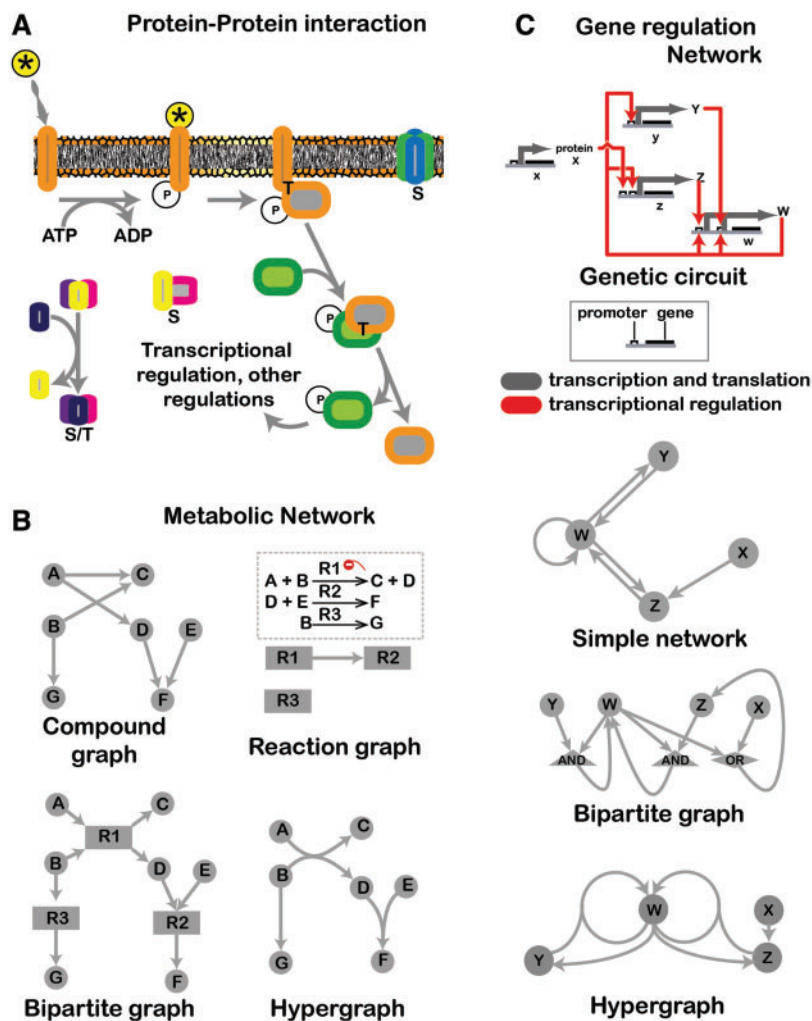 A
Protein-Protein interaction
*
*
S
P
P
T
ATP
ADP
S
P
T
Transcriptional
regulation, other
regulations
P
S/T
B
Metabolic Network
A
C
B
D
E
G
F
Compound
graph
R1
A + B
C + D
R2
D + E
F
R3
B
G
R1
R2
R3
Reaction graph
A
C
R1
B
D
E
R3
R2
G
F
Bipartite graph
A
C
B
D
E
G
F
Hypergraph
C
Gene regulation
Network
Y
y
protein
X
x
Z
z
W
w
Genetic circuit
promoter
gene
transcription and translation
transcriptional regulation
Y
W
X
Z
Simple network
Y
W
Z
X
AND
AND
OR
Bipartite graph
W
X
Y
Z
Hypergraph